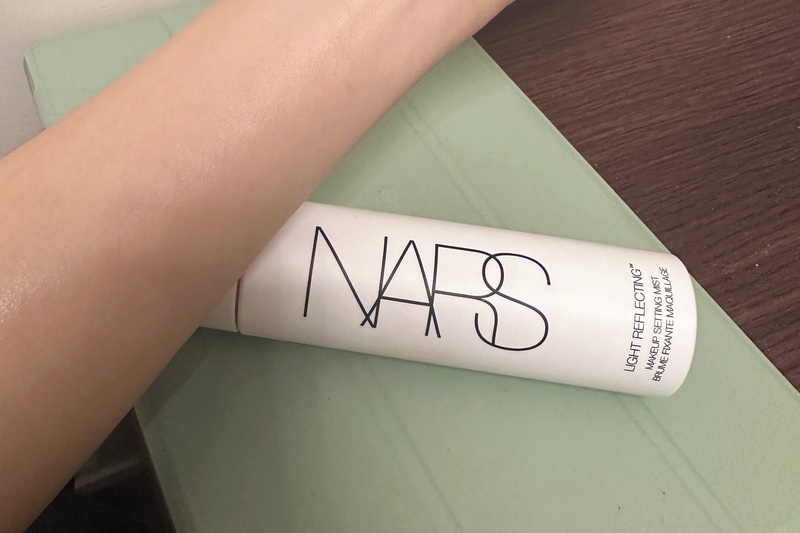 NARS
LIGHT REFLECTING™
MAKEUP SETTING MIST
BRUME FIXANTE MAQUILLAGE